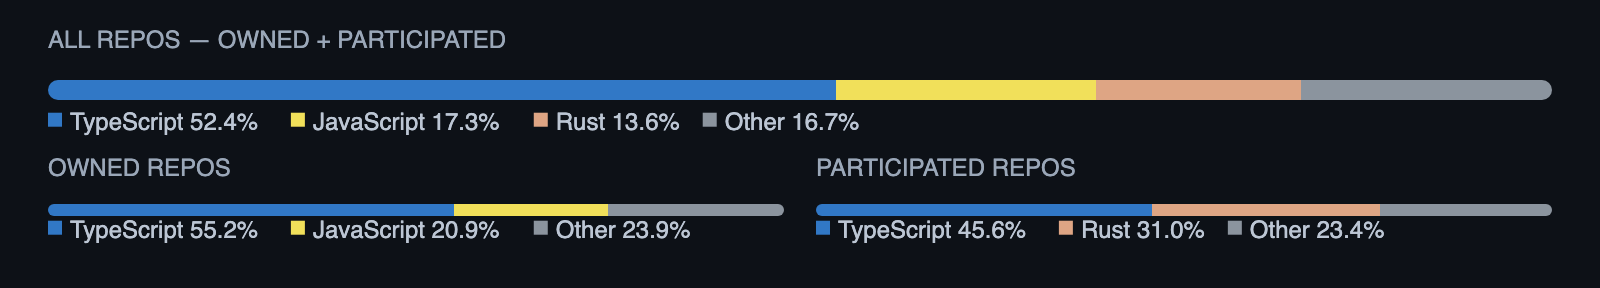 ALL REPOS — OWNED + PARTICIPATED
TypeScript 52.4% JavaScript 17.3% Rust 13.6% Other 16.7%
OWNED REPOS
TypeScript 55.2% JavaScript 20.9% Other 23.9%
PARTICIPATED REPOS
TypeScript 45.6% Rust 31.0% Other 23.4%